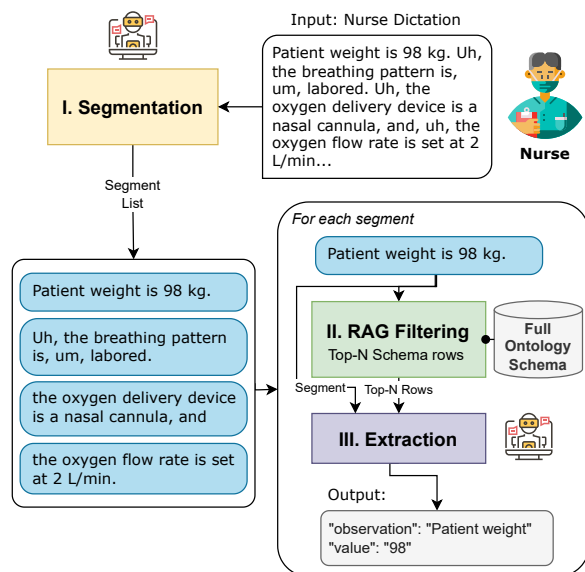 Input: Nurse Dictation
Patient weight is 98 kg. Uh,
the breathing pattern is,
um, labored. Uh, the
oxygen delivery device is a
nasal cannula, and, uh, the
oxygen flow rate is set at 2
L/min...
Nurse
I. Segmentation
Segment
List
Patient weight is 98 kg.
Uh, the breathing pattern
is, um, labored.
the oxygen delivery device
is a nasal cannula, and
the oxygen flow rate is set
at 2 L/min.
For each segment
Patient weight is 98 kg.
II. RAG Filtering
Top-N Schema rows
Full
Ontology
Schema
Segment
Top-N Rows
III. Extraction
Output:
"observation": "Patient weight"
"value": "98"